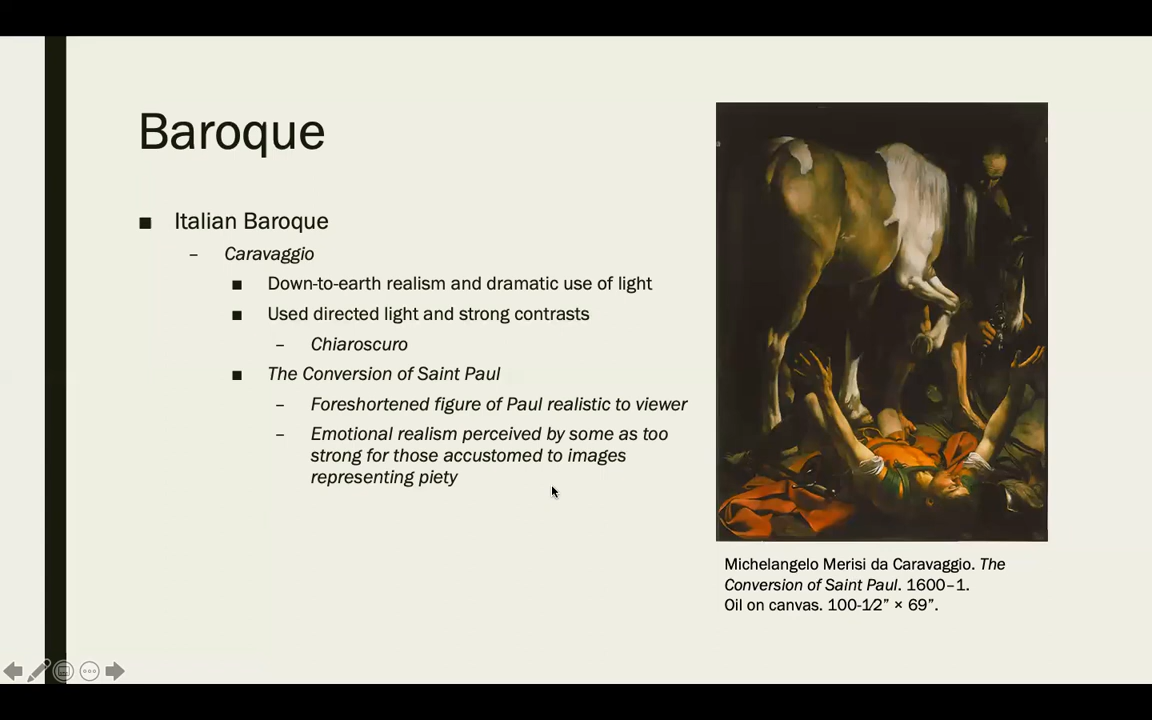 Baroque
■ Italian Baroque
– Caravaggio
■ Down-to-earth realism and dramatic use of light
■ Used directed light and strong contrasts
– Chiaroscuro
■ The Conversion of Saint Paul
– Foreshortened figure of Paul realistic to viewer
– Emotional realism perceived by some as too
strong for those accustomed to images
representing piety
Michelangelo Merisi da Caravaggio. The
Conversion of Saint Paul. 1600–1.
Oil on canvas. 100-1⁄2” × 69”.